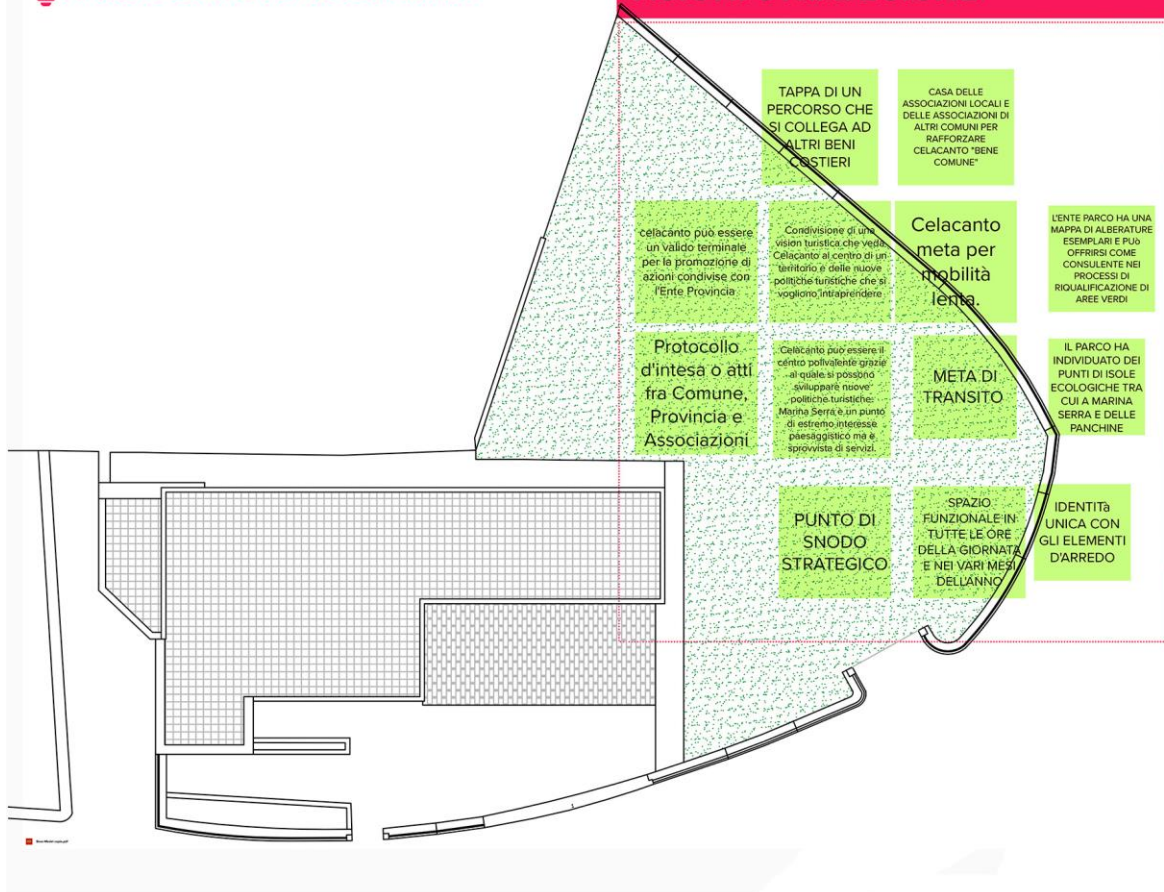 TAPPA DI UN
PERCORSO CHE
SI COLLEGA AD
ALTRI BENI
COSTIERI
CASA DELLE
ASSOCIAZIONI LOCALI E
DELLE ASSOCIAZIONI DI
ALTRI COMUNI PER
RAFFORZARE
CELACANTO "BENE
COMUNE"
celacanto può essere
un valido terminale
per la promozione di
azioni condivise con
l'Ente Provincia
Condivisione di una
vision turistica che veda
Celacanto al centro di un
territorio e delle nuove
politiche turistiche che si
vogliono intraprendere
Celacanto
meta per
mobilità
lenta.
L'ENTE PARCO HA UNA
MAPPA DI ALBERATURE
ESEMPLARI E PUò
OFFRIRSI COME
CONSULENTE NEI
PROCESSI DI
RIQUALIFICAZIONE DI
AREE VERDI
Protocollo
d'intesa o atti
fra Comune,
Provincia e
Associazioni
Celacanto può essere il
centro polivalente grazie
al quale si possono
sviluppare nuove
politiche turistiche.
Marina Serra è un punto
di estremo interesse
paesaggistico ma è
sprovvista di servizi.
META DI
TRANSITO
IL PARCO HA
INDIVIDUATO DEI
PUNTI DI ISOLE
ECOLOGICHE TRA
CUI A MARINA
SERRA E DELLE
PANCHINE
PUNTO DI
SNODO
STRATEGICO
SPAZIO
FUNZIONALE IN
TUTTE LE ORE
DELLA GIORNATA
E NEI VARI MESI
DELL'ANNO
IDENTITà
UNICA CON
GLI ELEMENTI
D'ARREDO